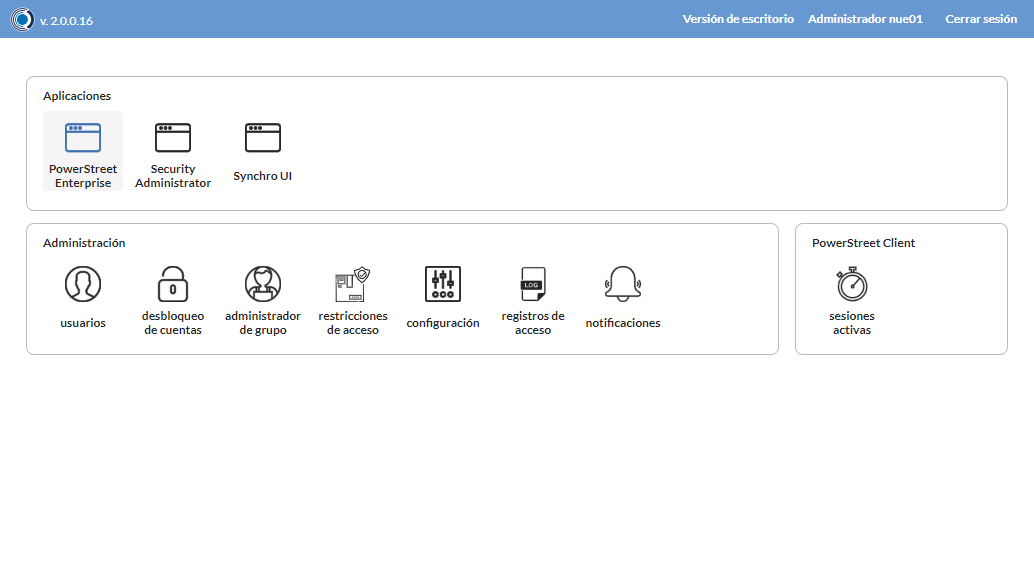 v. 2.0.0.16
Versión de escritorio
Administrador nue01
Cerrar sesión
Aplicaciones
PowerStreet
Enterprise
Security
Administrator
Synchro UI
Administración
usuarios
desbloqueo
de cuentas
administrador
de grupo
restricciones
de acceso
configuración
LOG
registros de
acceso
notificaciones
PowerStreet Client
sesiones
activas